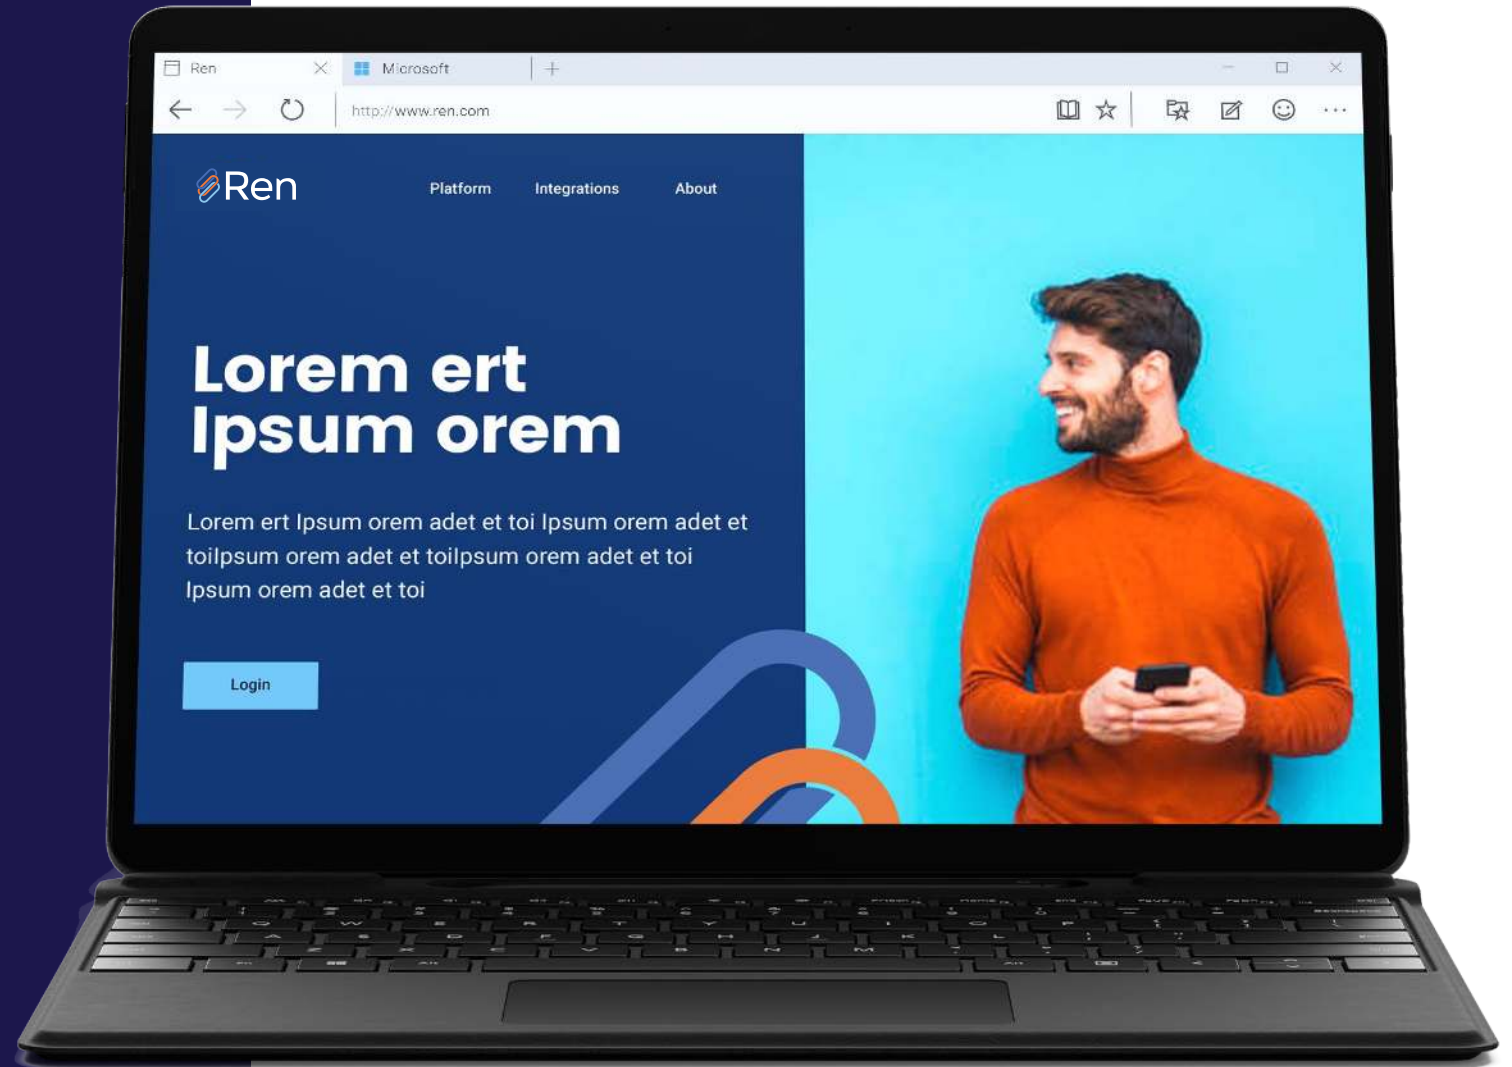 Ren
Microsoft
http://www.ren.com
Ren
Platform
Integrations
About
Lorem ert
Ipsum orem
Lorem ert Ipsum orem adet et toi Ipsum orem adet et
toiIpsum orem adet et toiIpsum orem adet et toi
Ipsum orem adet et toi
Login